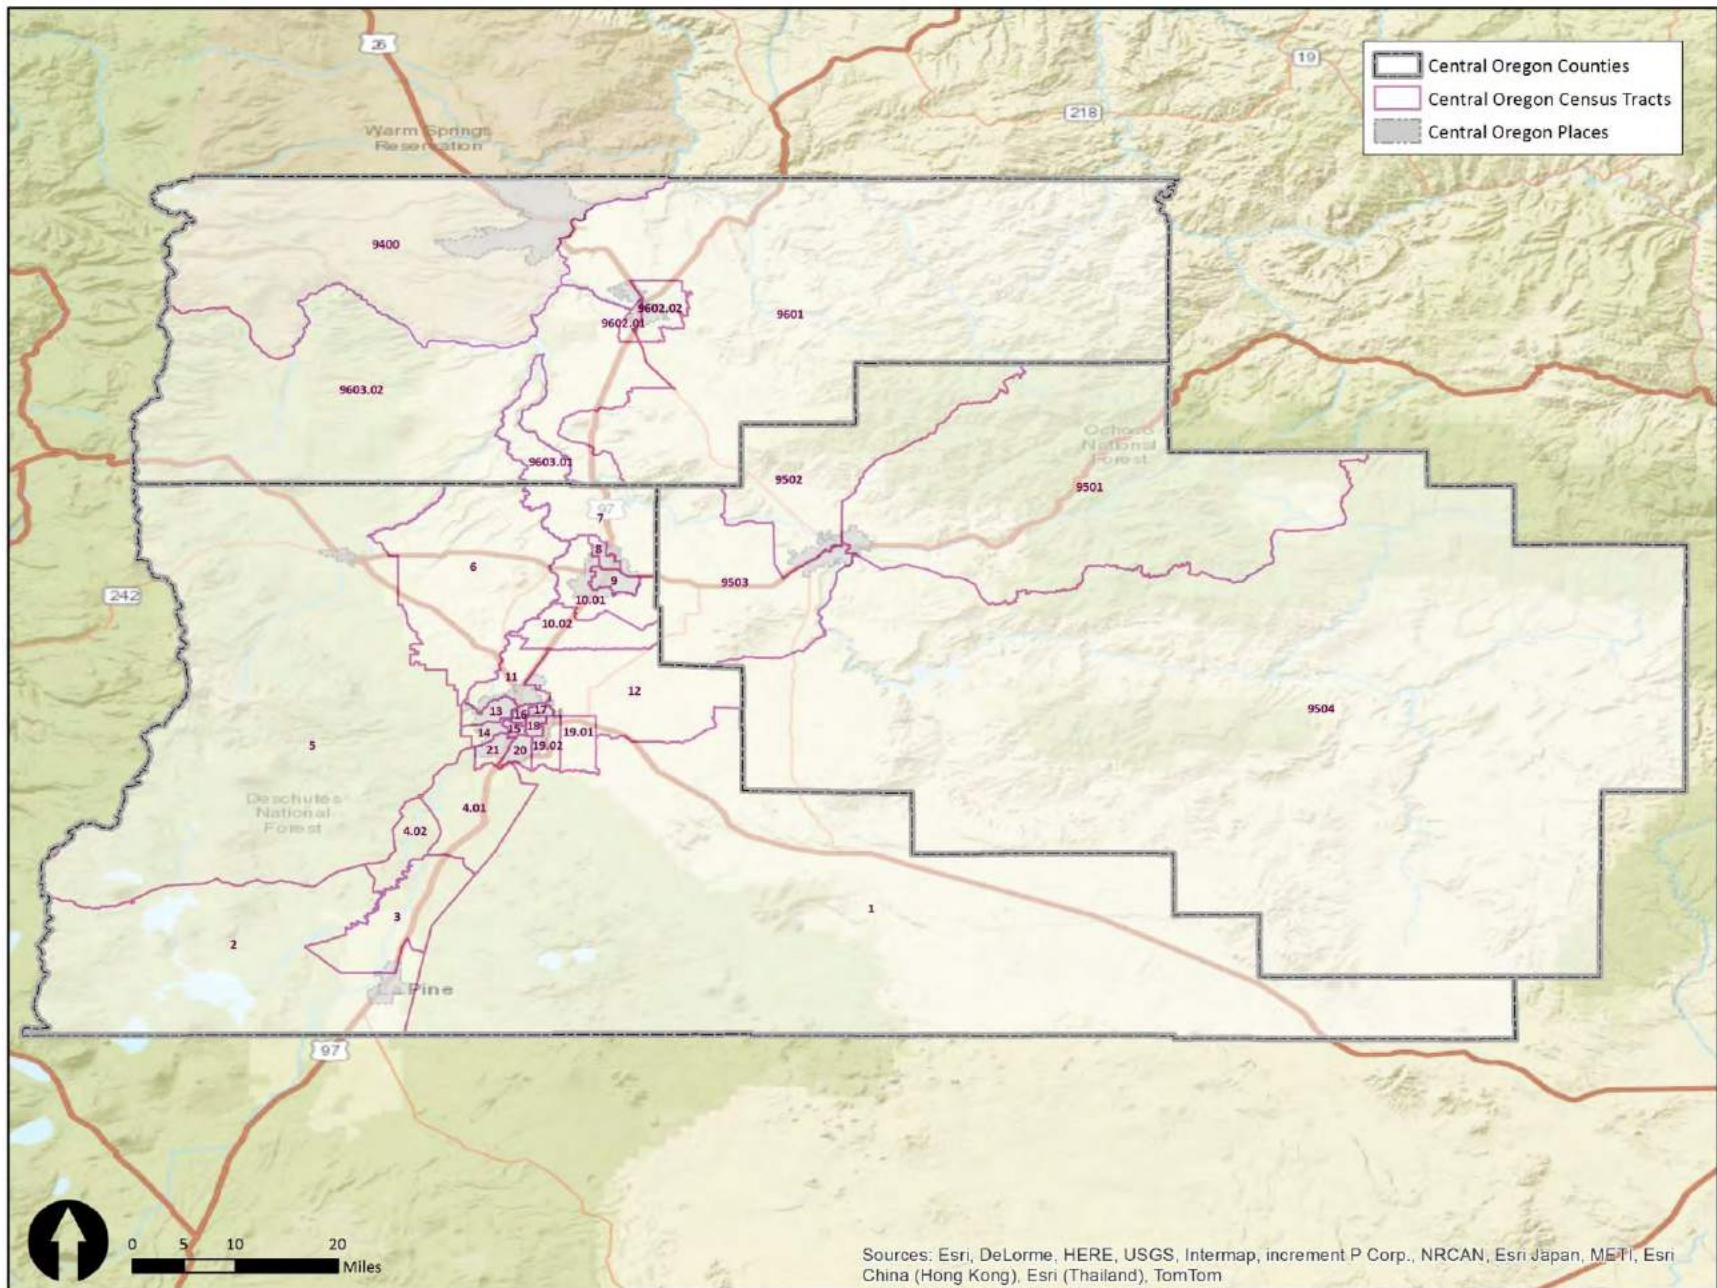 26
19
Central Oregon Counties
Central Oregon Census Tracts
Central Oregon Places
218
Warm Springs
Reservation
9400
9602.02
9601
9602.01
9603.02
Ochoco
National
Forest
9603.01
9502
9501
97
7
8
6
9
9503
242
10.01
10.02
11
12
13
16
17
9504
14
15
18
19.01
5
21
20
19.02
Deschutes
National
Forest
4.01
4.02
1
3
2
La Pine
97
0 5 10 20
Miles
Sources: Esri, DeLorme, HERE, USGS, Intermap, increment P Corp., NRCAN, Esri Japan, METI, Esri
China (Hong Kong), Esri (Thailand), TomTom